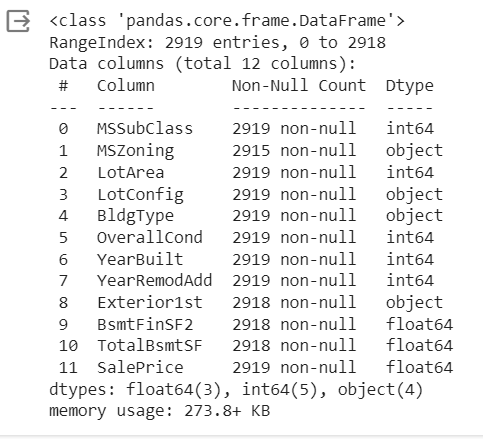 <class 'pandas.core.frame.DataFrame'>
RangeIndex: 2919 entries, 0 to 2918
Data columns (total 12 columns):
 #   Column        Non-Null Count  Dtype
---  ------        --------------  -----
 0   MSSubClass    2919 non-null   int64
 1   MSZoning      2915 non-null   object
 2   LotArea       2919 non-null   int64
 3   LotConfig     2919 non-null   object
 4   BldgType      2919 non-null   object
 5   OverallCond   2919 non-null   int64
 6   YearBuilt     2919 non-null   int64
 7   YearRemodAdd  2919 non-null   int64
 8   Exterior1st   2918 non-null   object
 9   BsmtFinSF2    2918 non-null   float64
 10  TotalBsmtSF   2918 non-null   float64
 11  SalePrice     2919 non-null   float64
dtypes: float64(3), int64(5), object(4)
memory usage: 273.8+ KB